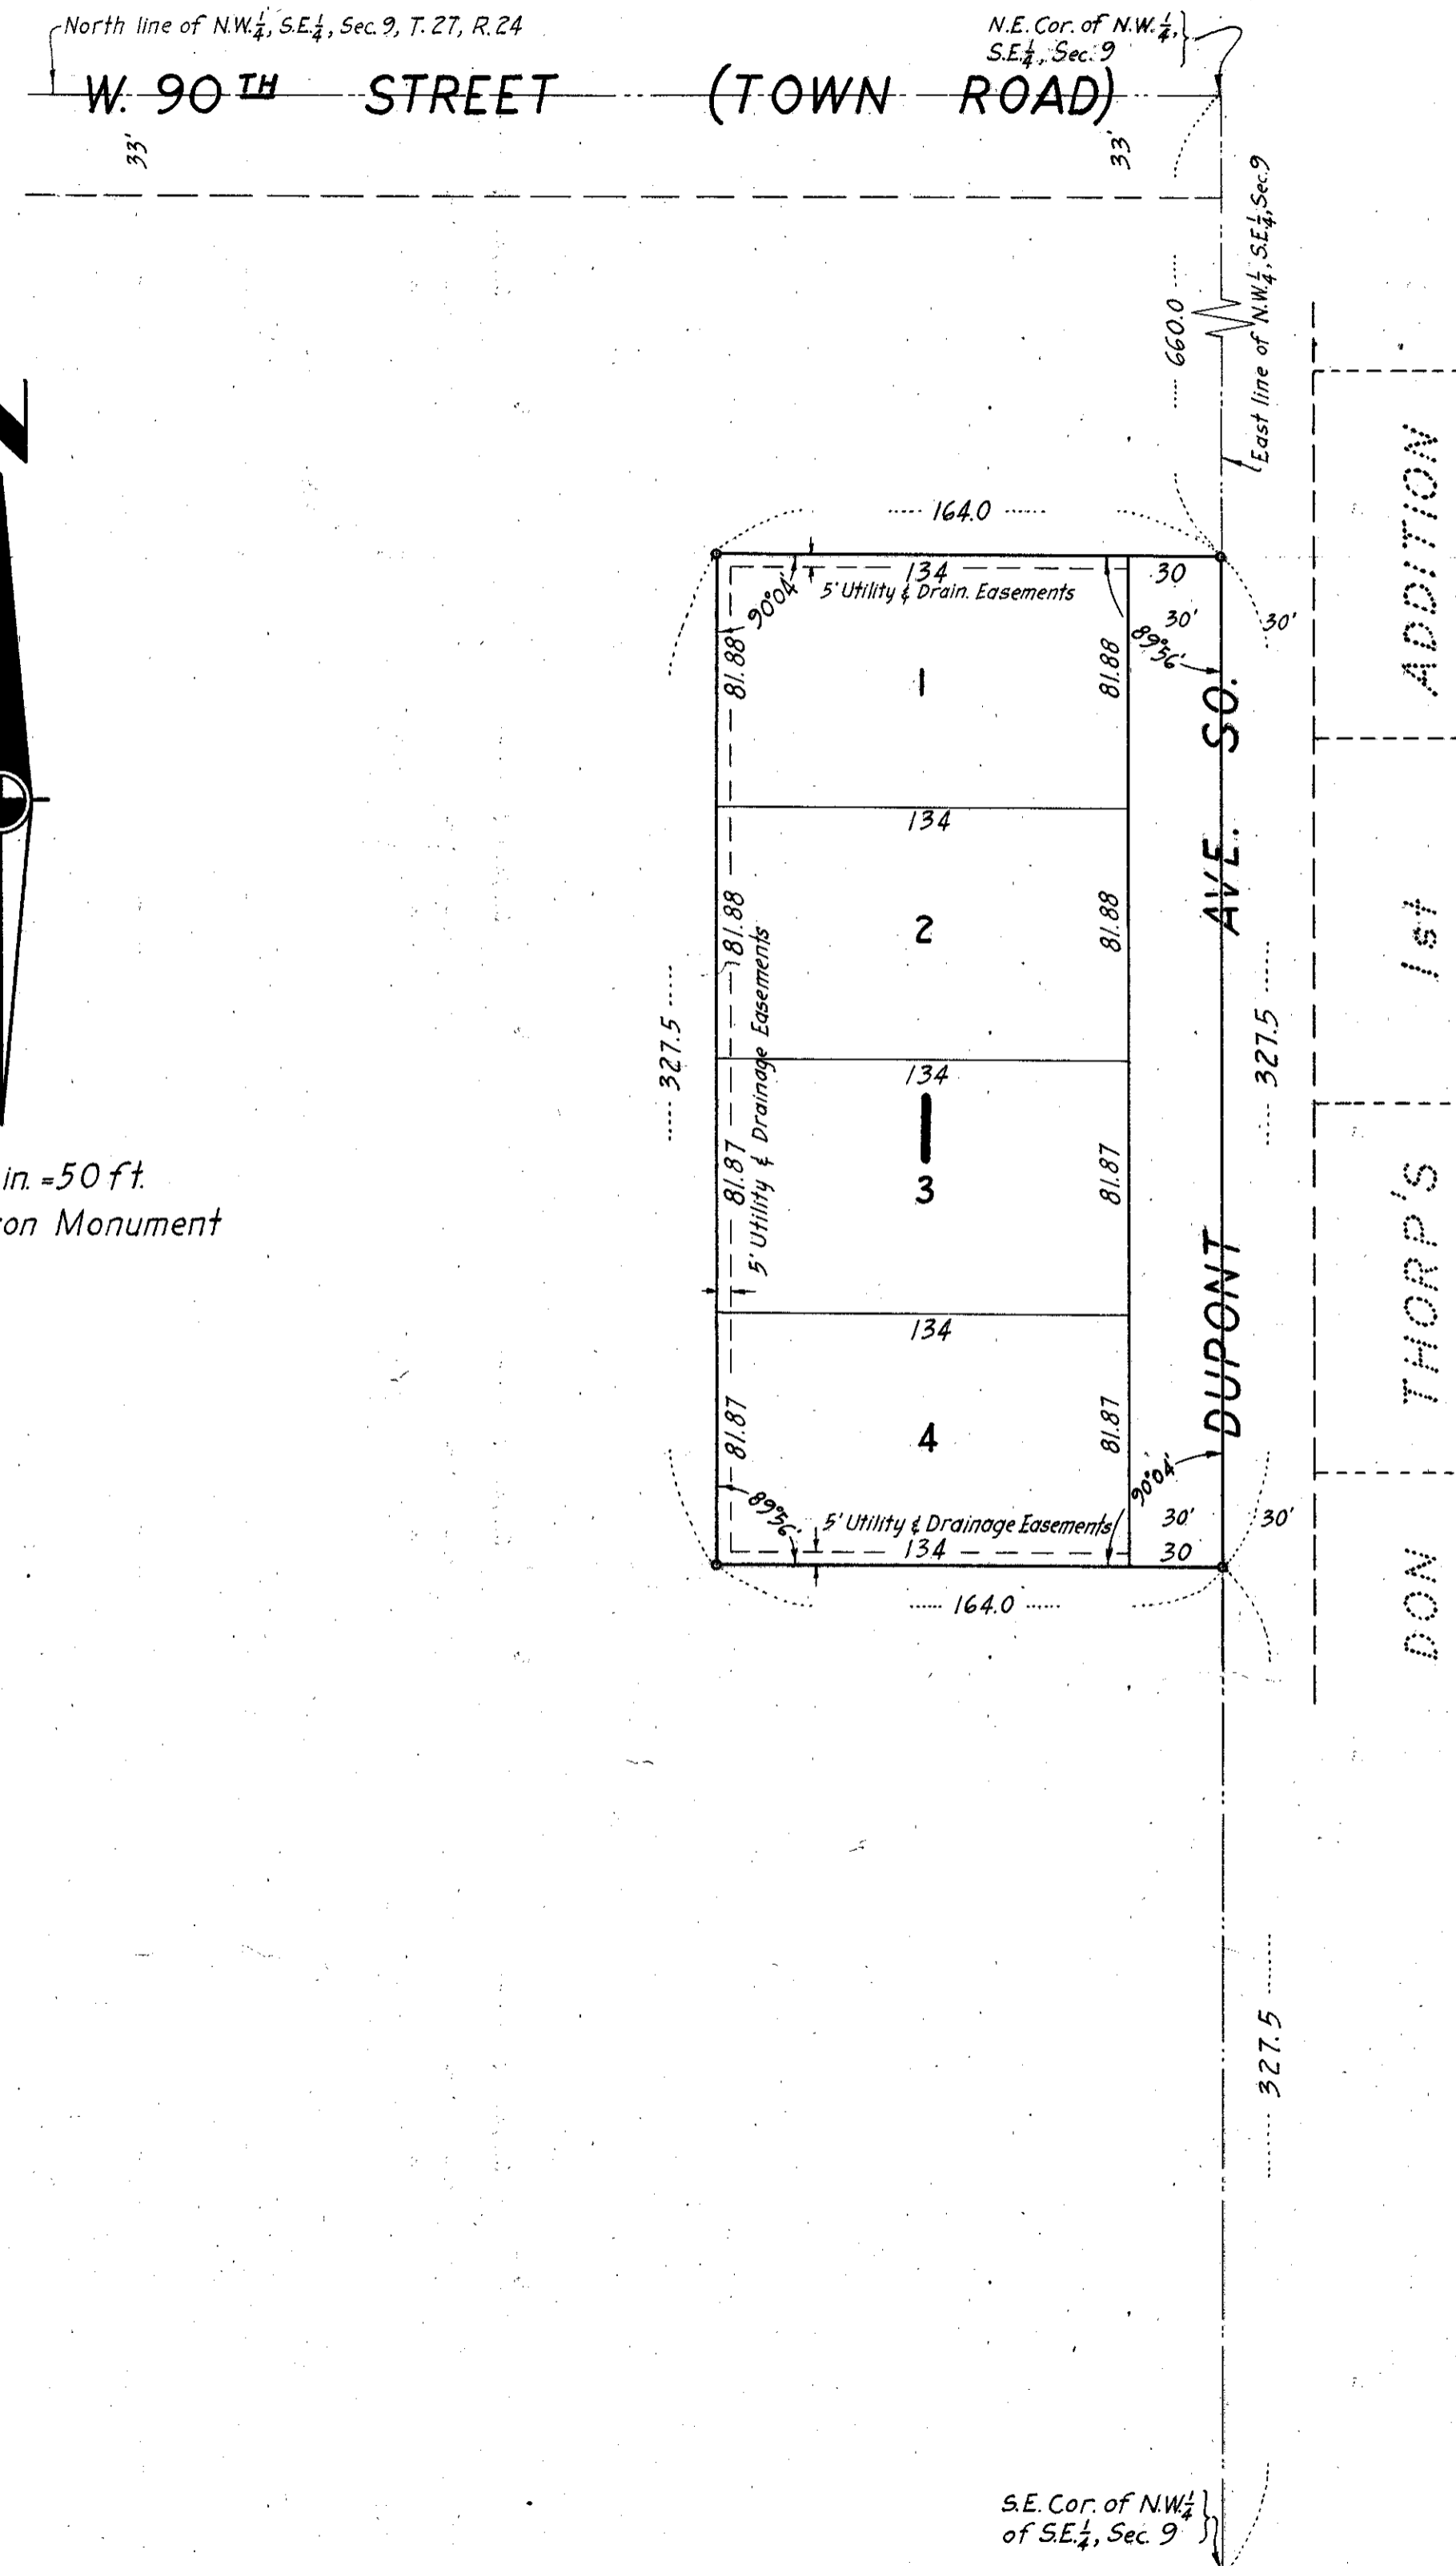 North line of N.W.¼, S.E.¼, Sec. 9, T. 27, R. 24
N.E. Cor. of N.W.¼,
S.E.¼, Sec. 9
W. 90TH STREET (TOWN ROAD)
33'
33'
East line of N.W.¼, S.E.¼, Sec. 9
660.0
164.0
134
30
5' Utility & Drain. Easements
90°04'
30'
30'
89°56'
81.88
1
81.88
134
81.88
2
81.88
5' Utility & Drainage Easements
327.5
327.5
134
1
81.87
3
81.87
134
81.87
4
81.87
90°04'
89°56'
5' Utility & Drainage Easements
30'
30'
134
30
164.0
DUPONT AVE. SO.
DON THORP'S 1st ADDITION
in. = 50 ft.
on Monument
327.5
S.E. Cor. of N.W.¼
of S.E.¼, Sec. 9